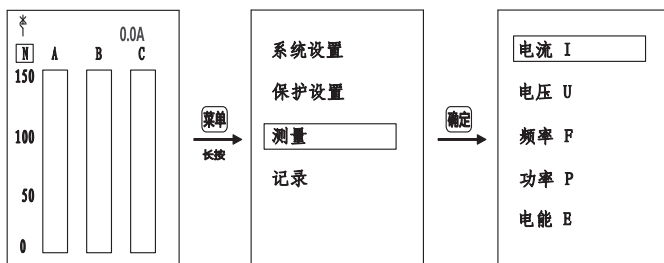 0.0A
N A B C
150
100
50
0
菜单
长按
系统设置
保护设置
测量
记录
确定
电流 I
电压 U
频率 F
功率 P
电能 E